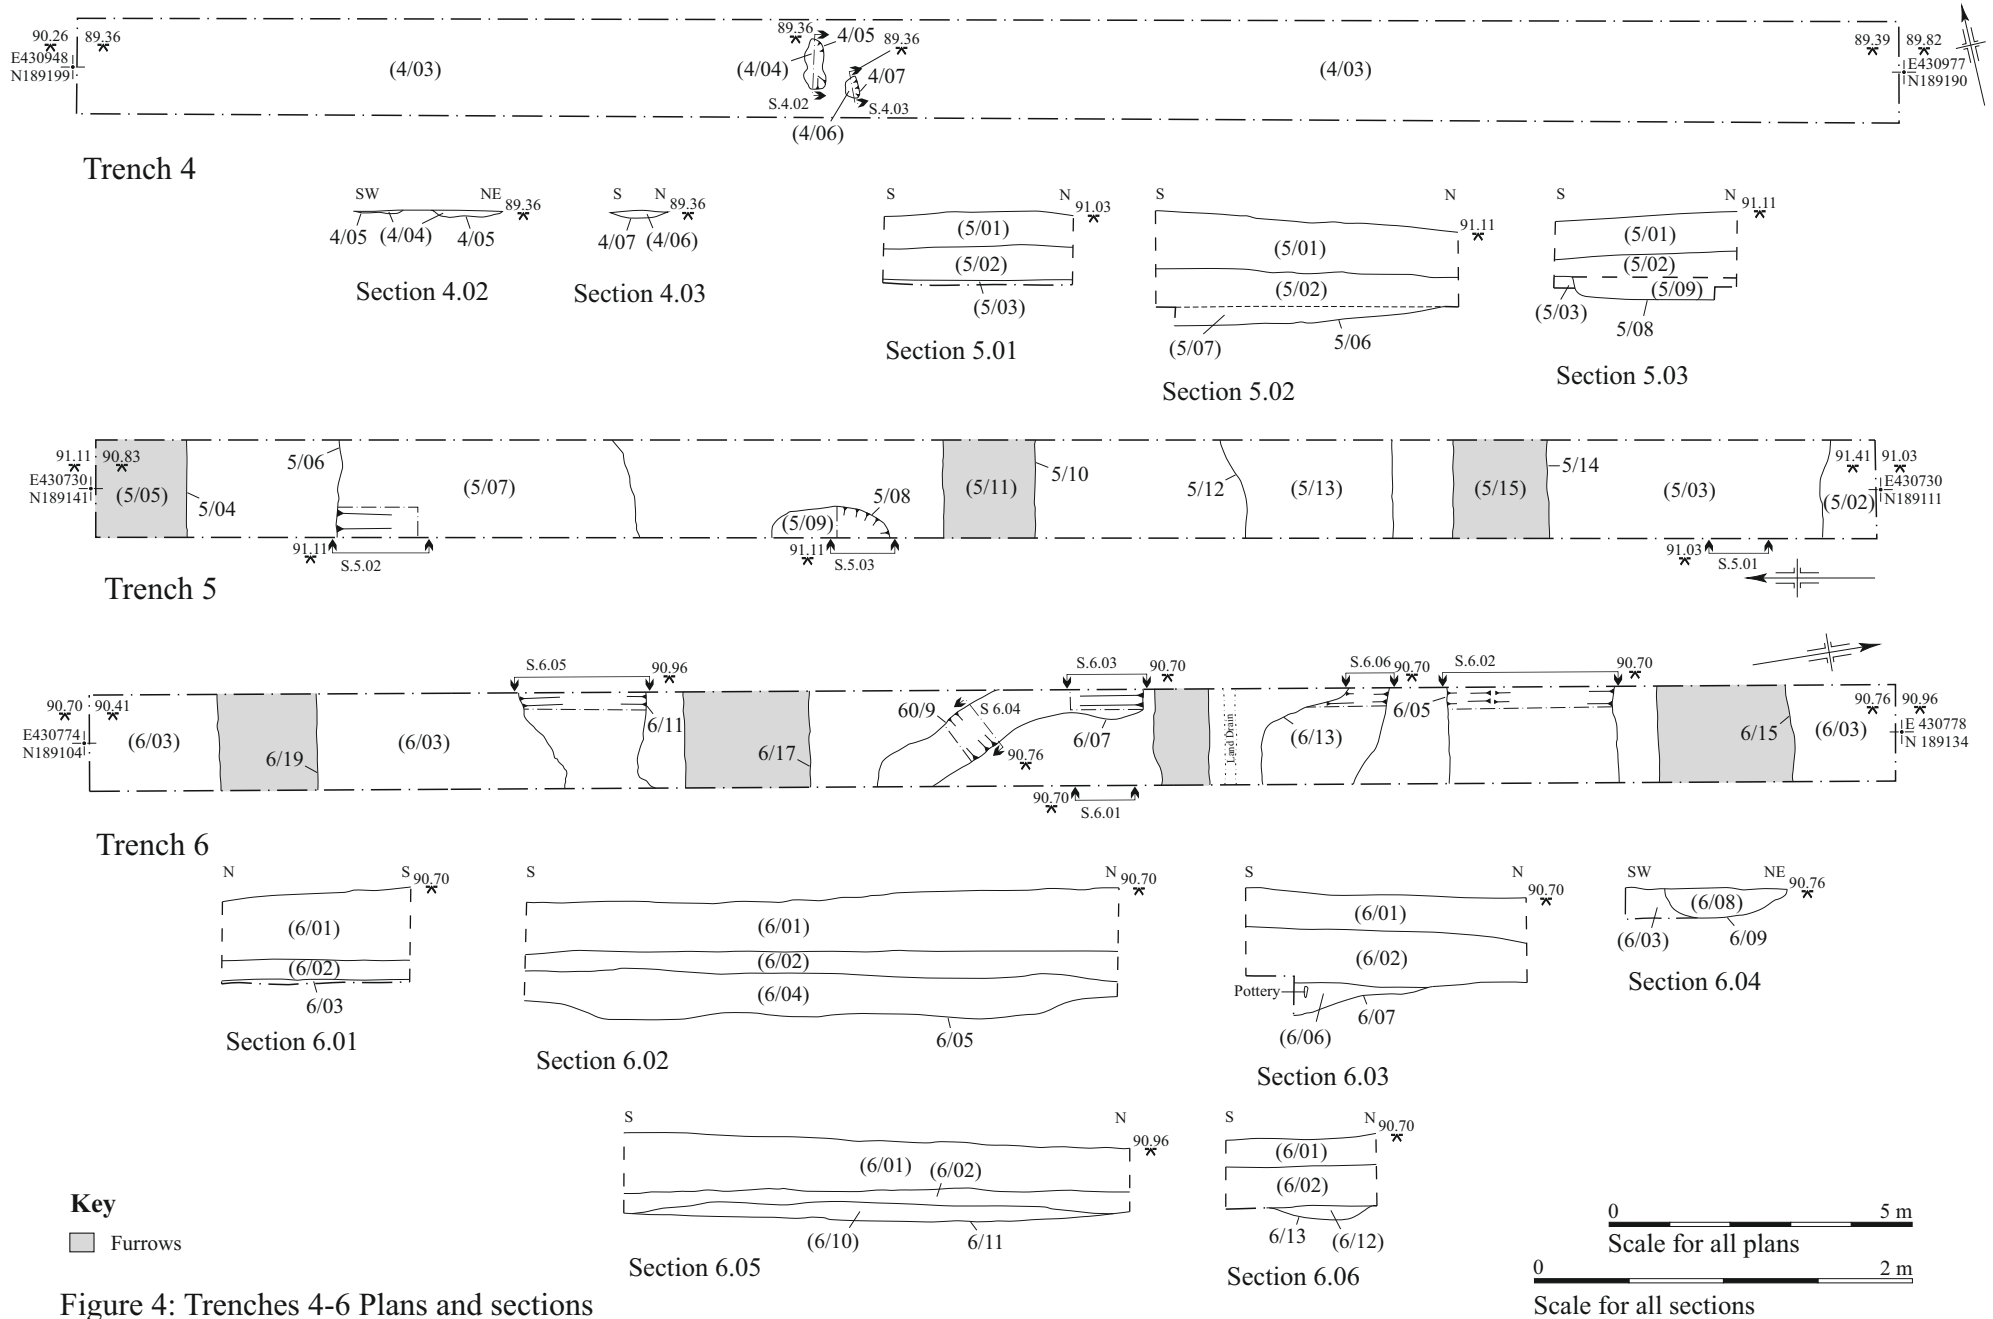 90.26 89.36
E430948
N189199
(4/03)
89.36
4/05
(4/04)
89.36
4/07
S.4.02
S.4.03
(4/06)
(4/03)
89.39 89.82
E430977
N189190
Trench 4
SW NE
89.36
4/05 (4/04) 4/05
Section 4.02
S N
89.36
4/07 (4/06)
Section 4.03
S N
91.03
(5/01)
(5/02)
(5/03)
Section 5.01
S N
91.11
(5/01)
(5/02)
(5/07)
5/06
Section 5.02
S N
91.11
(5/01)
(5/02)
(5/09)
(5/03)
5/08
Section 5.03
91.11 90.83
E430730
N189141
(5/05)
5/04
5/06
(5/07)
91.11
S.5.02
(5/09)
5/08
91.11
S.5.03
(5/11)
5/10
5/12
(5/13)
(5/15)
5/14
(5/03)
91.03
S.5.01
91.41 91.03
E430730
N189111
(5/02)
Trench 5
90.70 90.41
E430774
N189104
(6/03)
6/19
(6/03)
S.6.05
90.96
6/11
6/17
60/9
S 6.04
90.76
S.6.03
90.70
6/07
90.70
S.6.01
Land Drain
S.6.06 90.70
(6/13)
S.6.02
90.70
6/05
6/15
(6/03)
90.76 90.96
E 430778
N 189134
Trench 6
N S
90.70
(6/01)
(6/02)
6/03
Section 6.01
S N
90.70
(6/01)
(6/02)
(6/04)
6/05
Section 6.02
S N
90.70
(6/01)
(6/02)
Pottery
(6/06)
6/07
Section 6.03
SW NE
90.76
(6/08)
(6/03)
6/09
Section 6.04
S N
90.96
(6/01) (6/02)
(6/10)
6/11
Section 6.05
S N
90.70
(6/01)
(6/02)
6/13
(6/12)
Section 6.06
Key
Furrows
0 5 m
Scale for all plans
0 2 m
Scale for all sections
Figure 4: Trenches 4-6 Plans and sections